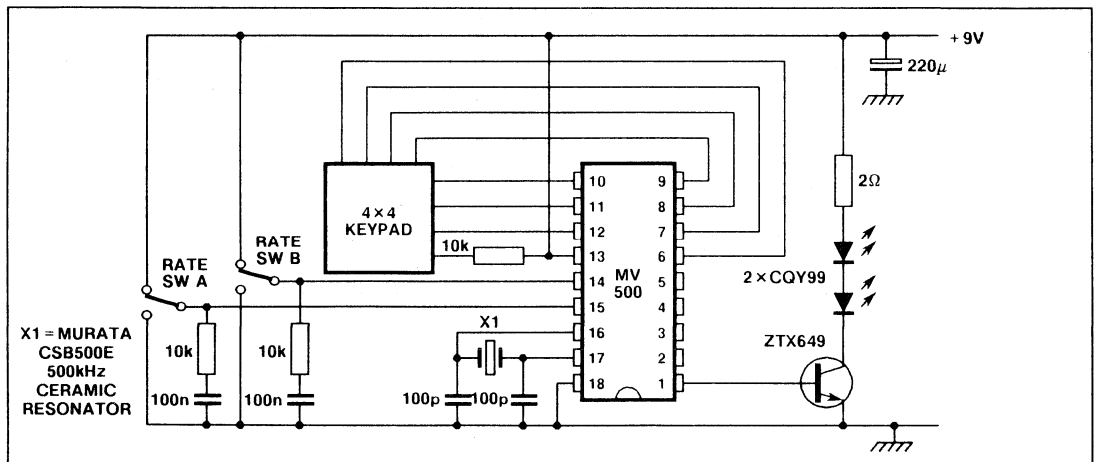 + 9V
220μ
2Ω
2 × CQY99
ZTX649
4 × 4
KEYPAD
10k
RATE
SW B
RATE
SW A
X1 = MURATA
CSB500E
500kHz
CERAMIC
RESONATOR
10k
10k
100n
100n
X1
100p
100p
MV
500
10
11
12
13
14
15
16
17
18
9
8
7
6
5
4
3
2
1